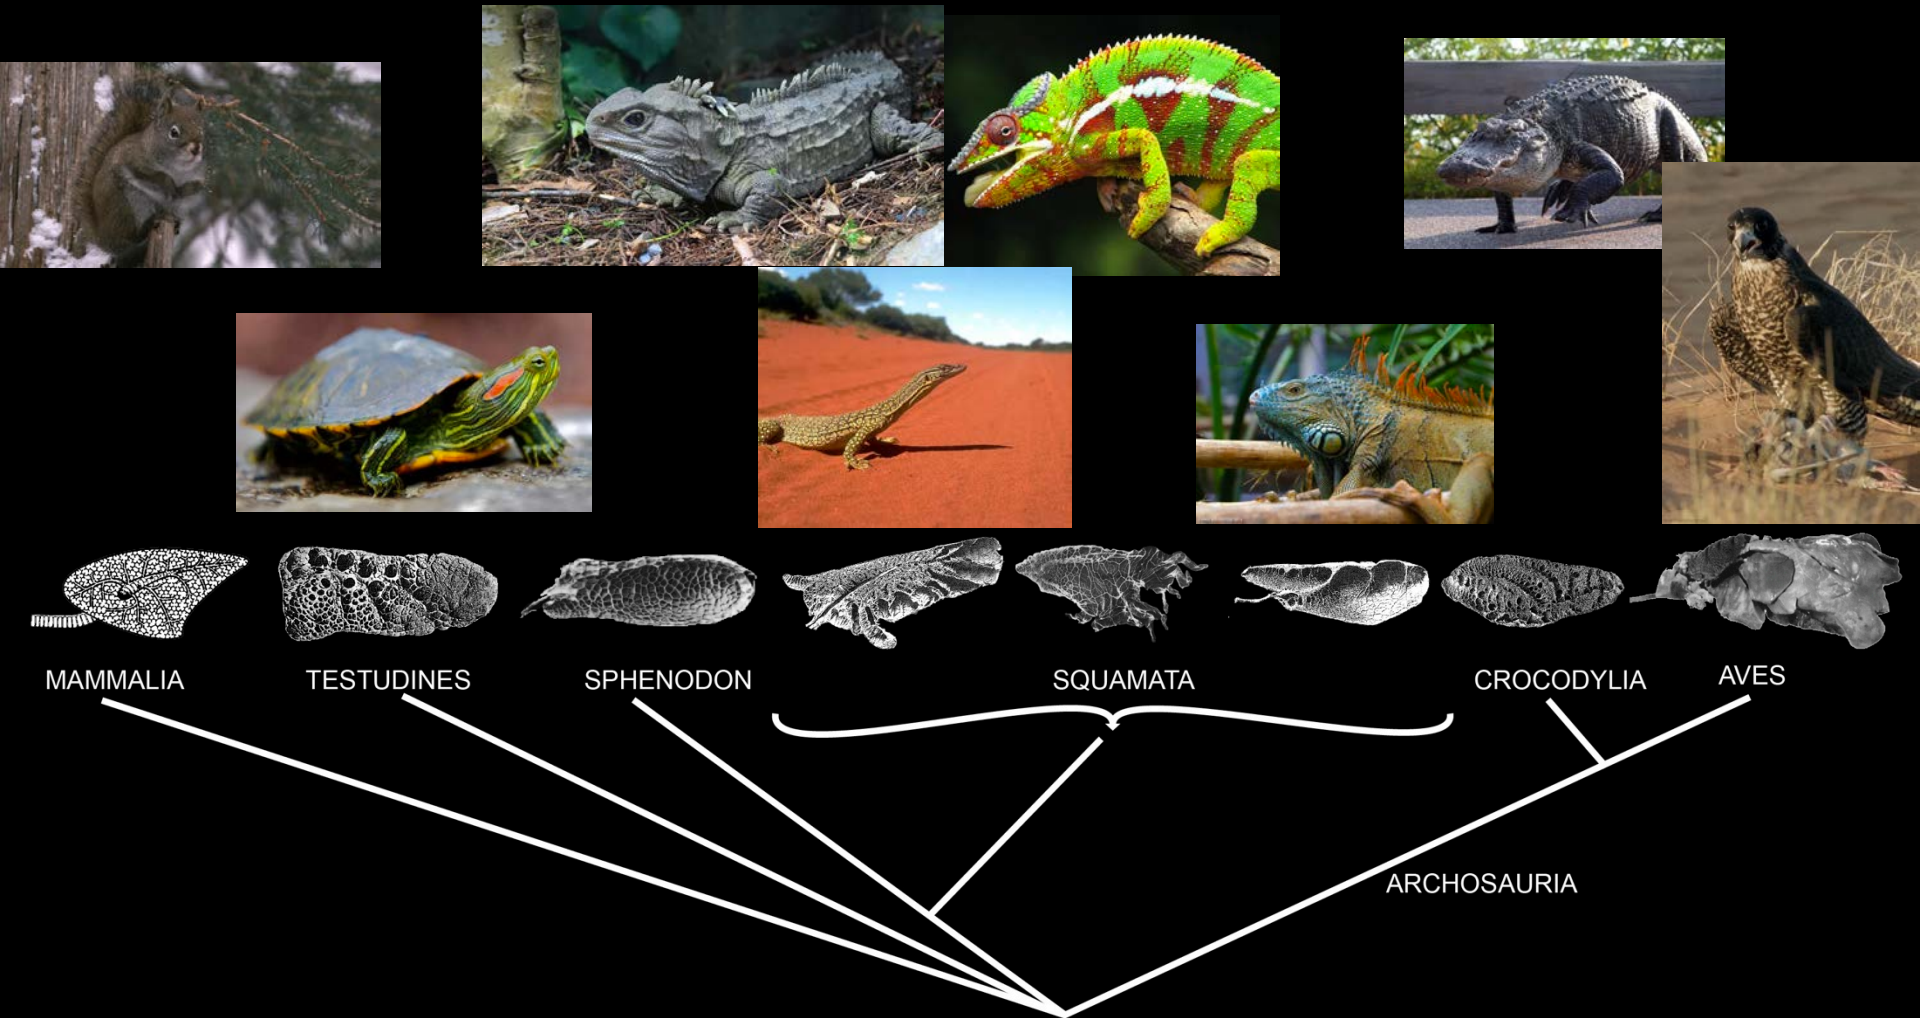 MAMMALIA
TESTUDINES
SPHENODON
SQUAMATA
CROCODYLIA
AVES
ARCHOSAURIA